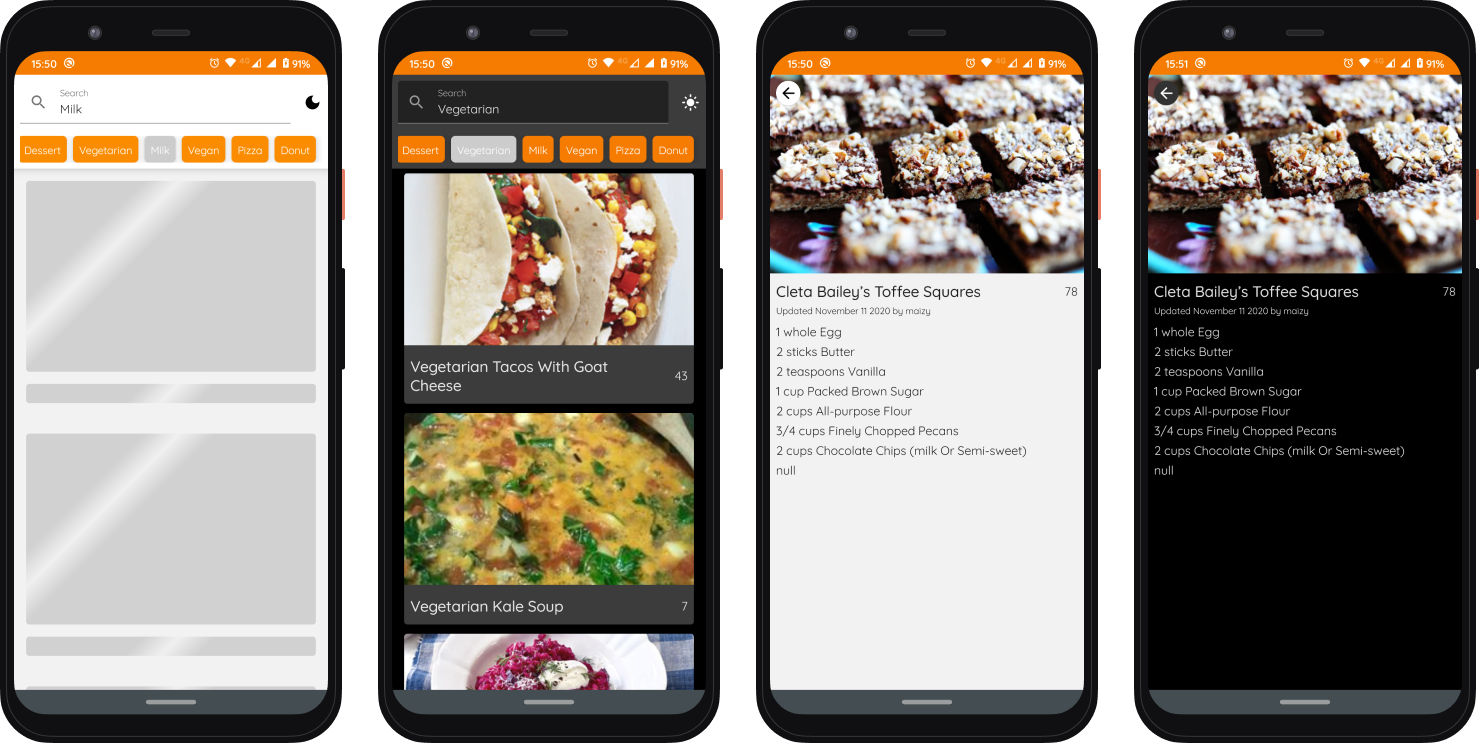 15:50 4G 91%
Search
Milk
Dessert Vegetarian Milk Vegan Pizza Donut
15:50 4G 91%
Search
Vegetarian
Dessert Vegetarian Milk Vegan Pizza Donut
Vegetarian Tacos With Goat
Cheese
43
Vegetarian Kale Soup 7
15:50 4G 91%
Cleta Bailey's Toffee Squares 78
Updated November 11 2020 by maizy
1 whole Egg
2 sticks Butter
2 teaspoons Vanilla
1 cup Packed Brown Sugar
2 cups All-purpose Flour
3/4 cups Finely Chopped Pecans
2 cups Chocolate Chips (milk Or Semi-sweet)
null
15:51 4G 91%
Cleta Bailey's Toffee Squares 78
Updated November 11 2020 by maizy
1 whole Egg
2 sticks Butter
2 teaspoons Vanilla
1 cup Packed Brown Sugar
2 cups All-purpose Flour
3/4 cups Finely Chopped Pecans
2 cups Chocolate Chips (milk Or Semi-sweet)
null